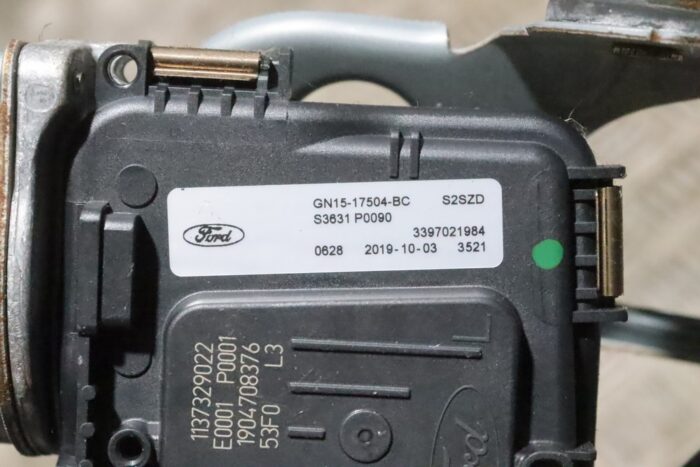 GN15-17504-BC S2SZD
S3631 P0090
Ford
3397021984
0628 2019-10-03 3521
1137329022
E0001 P0001
1904708376
53F0 L3
L
Ford